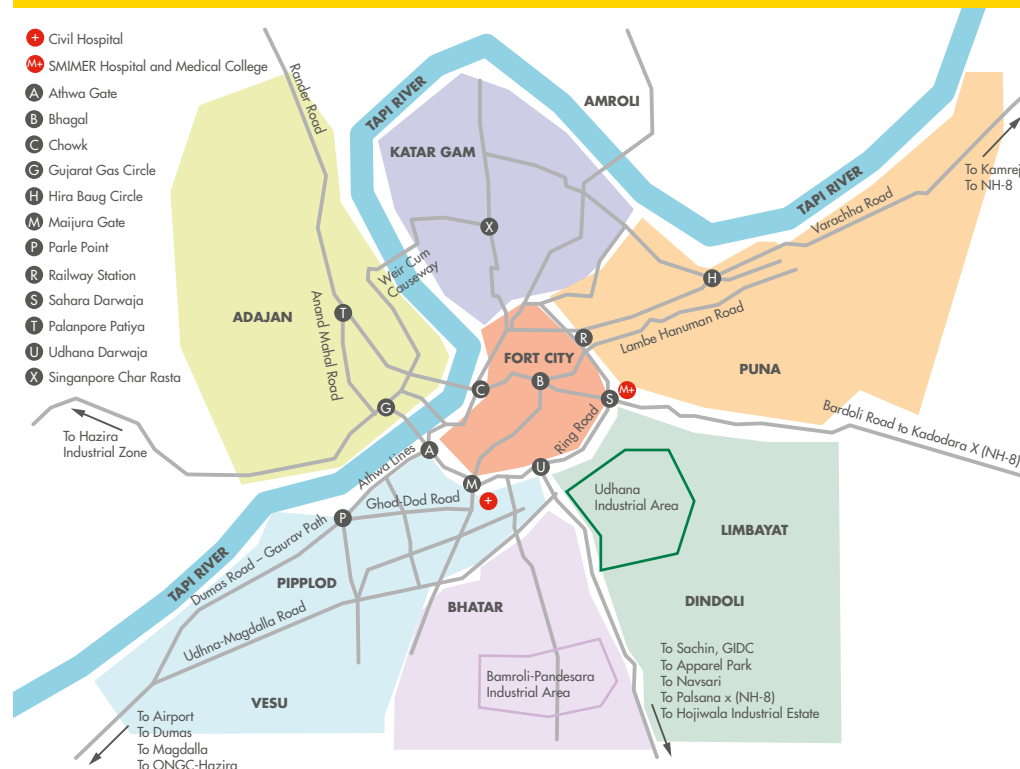 + Civil Hospital
M+ SMIMER Hospital and Medical College
A Athwa Gate
B Bhagal
C Chowk
G Gujarat Gas Circle
H Hira Baug Circle
M Maijura Gate
P Parle Point
R Railway Station
S Sahara Darwaja
T Palanpore Patiya
U Udhana Darwaja
X Singanpore Char Rasta
Rander Road
TAPI RIVER
KATAR GAM
AMROLI
TAPI RIVER
To Kamrej
To NH-8
Varachha Road
X
Weir Cum
Causeway
H
ADAJAN
T
Anand Mahal Road
R
Lambe Hanuman Road
FORT CITY
PUNA
C
B
S
M+
G
Ring Road
Bardoli Road to Kadodara X (NH-8)
To Hazira
Industrial Zone
A
Athwa Lines
U
M
+
Ghod-Dod Road
Udhana
Industrial Area
P
Dumas Road – Gaurav Path
LIMBAYAT
TAPI RIVER
PIPPLOD
BHATAR
DINDOLI
Udhna-Magdalla Road
To Sachin, GIDC
To Apparel Park
To Navsari
To Palsana x (NH-8)
To Hojiwala Industrial Estate
Bamroli-Pandesara
Industrial Area
VESU
To Airport
To Dumas
To Magdalla
To ONGC-Hazira